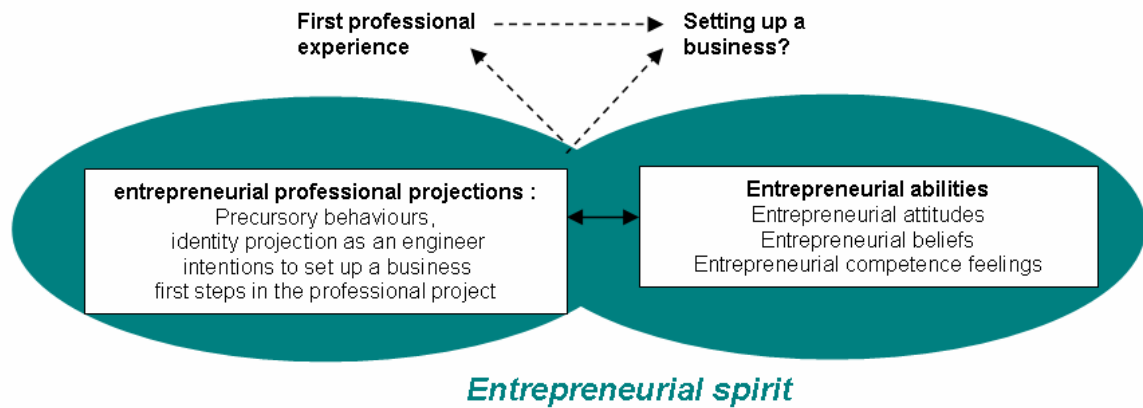 First professional
experience
Setting up a
business?
entrepreneurial professional projections :
Precursory behaviours,
identity projection as an engineer
intentions to set up a business
first steps in the professional project
Entrepreneurial abilities
Entrepreneurial attitudes
Entrepreneurial beliefs
Entrepreneurial competence feelings
Entrepreneurial spirit